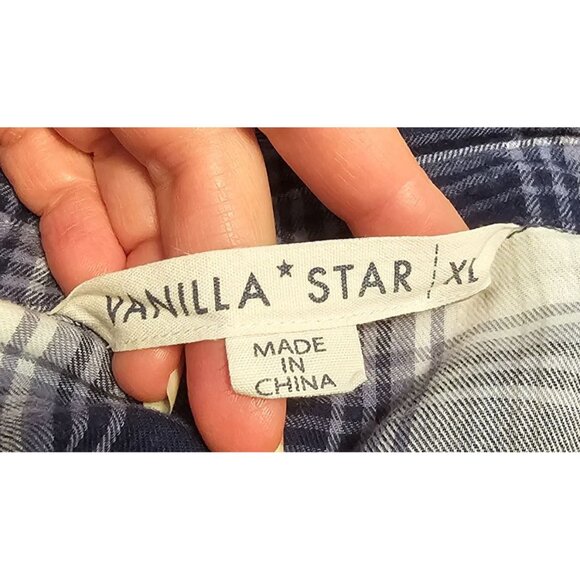 VANILLA * STAR | XL
MADE
IN
CHINA